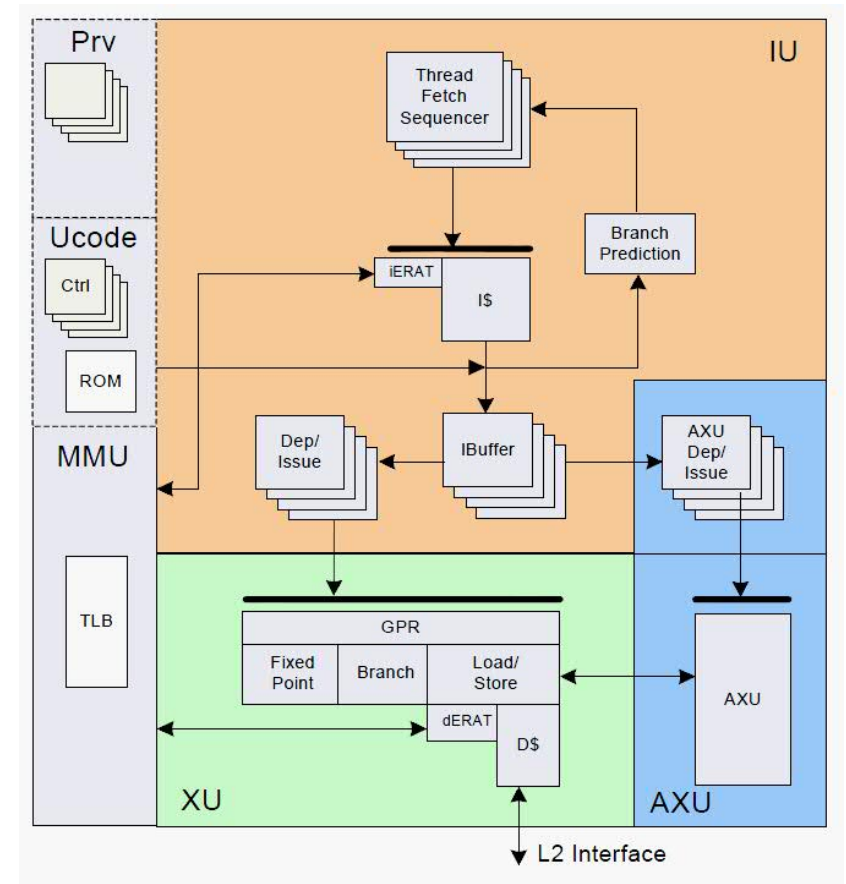 Prv
IU
Thread
Fetch
Sequencer
Branch
Prediction
Ucode
Ctrl
iERAT
I$
ROM
Dep/
Issue
IBuffer
AXU
Dep/
Issue
MMU
TLB
GPR
Fixed
Point
Branch
Load/
Store
AXU
dERAT
D$
XU
AXU
L2 Interface